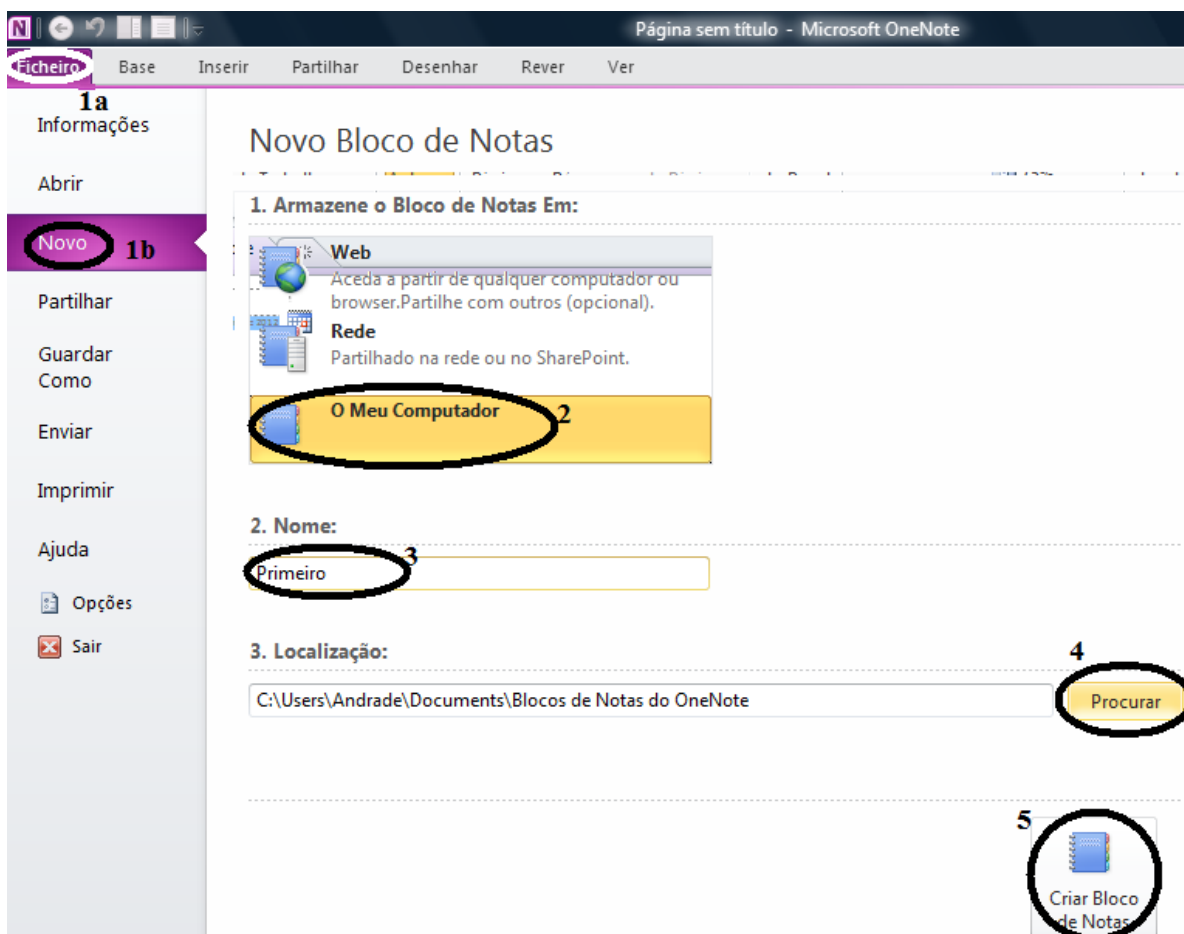 Página sem título - Microsoft OneNote
Ficheiro Base Inserir Partilhar Desenhar Rever Ver
1a
Informações
Abrir
Novo 1b
Partilhar
Guardar
Como
Enviar
Imprimir
Ajuda
Opções
Sair
Novo Bloco de Notas
1. Armazene o Bloco de Notas Em:
Web
Aceda a partir de qualquer computador ou
browser.Partilhe com outros (opcional).
Rede
Partilhado na rede ou no SharePoint.
O Meu Computador 2
2. Nome:
Primeiro 3
3. Localização:
4
C:\Users\Andrade\Documents\Blocos de Notas do OneNote Procurar
5
Criar Bloco
de Notas